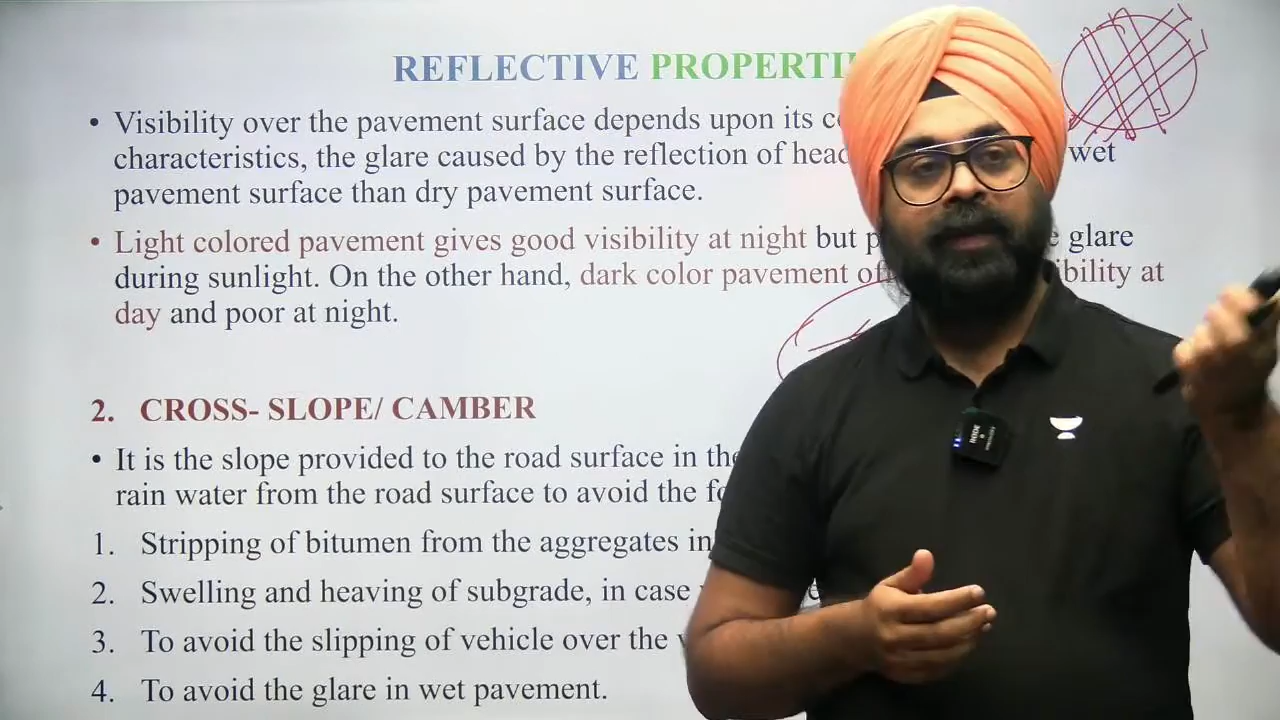 REFLECTIVE PROPERTI
• Visibility over the pavement surface depends upon its
characteristics, the glare caused by the reflection of wet
pavement surface than dry pavement surface.
• Light colored pavement gives good visibility at night but glare
during sunlight. On the other hand, dark color pavement at
day and poor at night.
2. CROSS- SLOPE/ CAMBER
• It is the slope provided to the road surface in the
rain water from the road surface to avoid the
1. Stripping of bitumen from the aggregates in
2. Swelling and heaving of subgrade, in case
3. To avoid the slipping of vehicle over the
4. To avoid the glare in wet pavement.
RODE